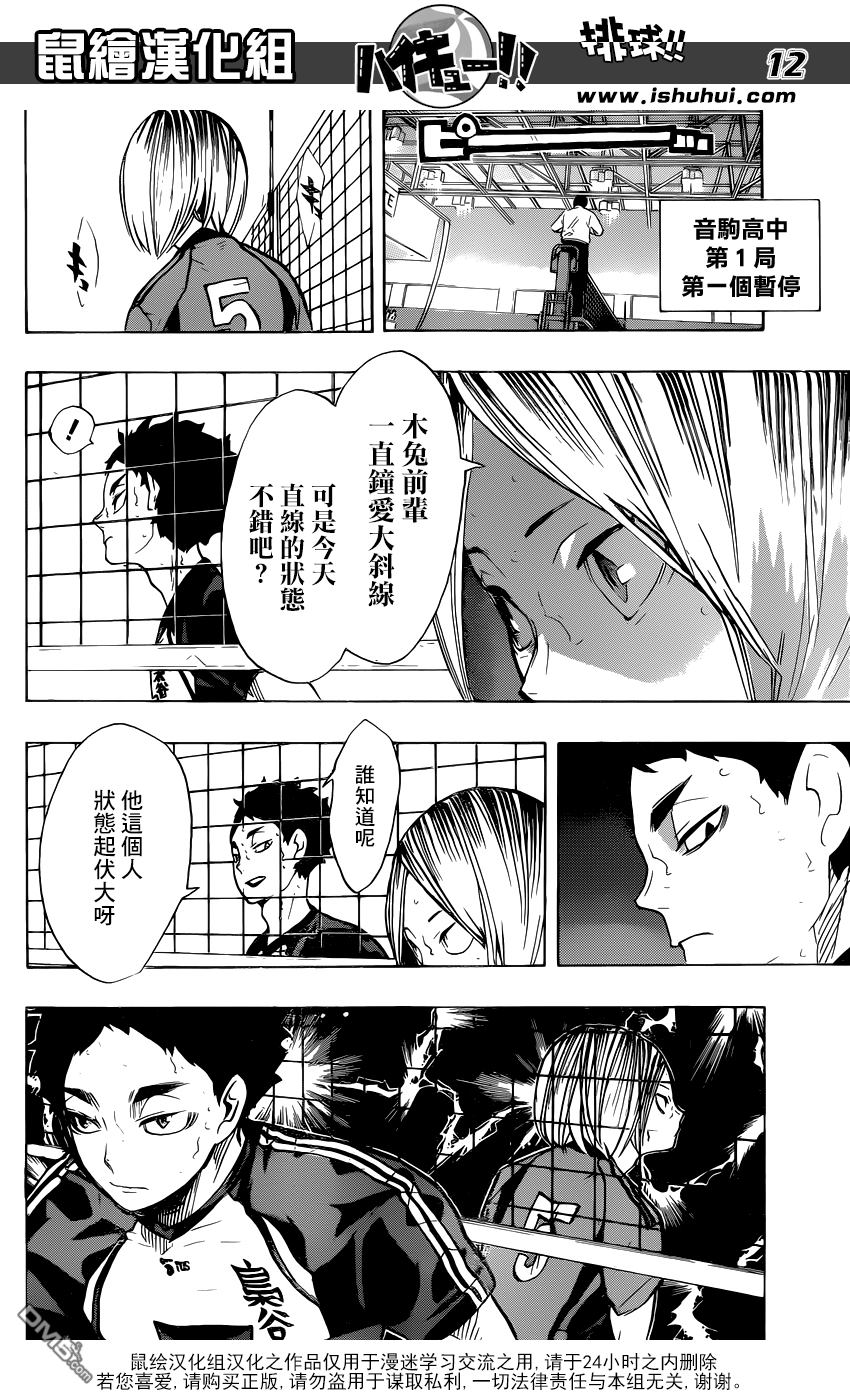 鼠繪漢化組
ハイキュー!!
排球!!
12
www.ishuhui.com
音駒高中
第1局
第一個暫停
5
木兔前輩
一直鐘愛大斜線
可是今天
直線的狀態
不錯吧?
!
誰知道呢
他這個人
狀態起伏大呀
5
5
梟谷
鼠绘汉化组汉化之作品仅用于漫迷学习交流之用,请于24小时之内删除
若您喜爱,请购买正版,请勿盗用于谋取私利,一切法律责任与本组无关,谢谢。